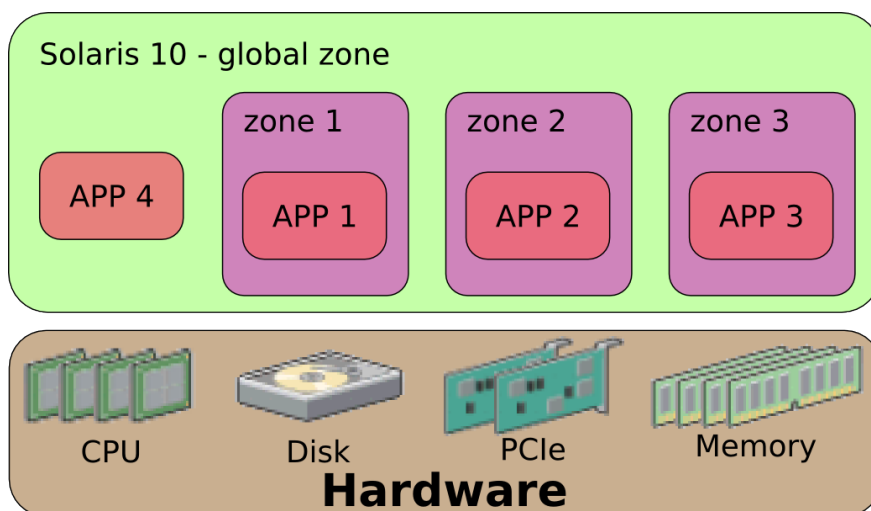 Solaris 10 - global zone
zone 1
zone 2
zone 3
APP 4
APP 1
APP 2
APP 3
CPU
Disk
PCIe
Memory
Hardware